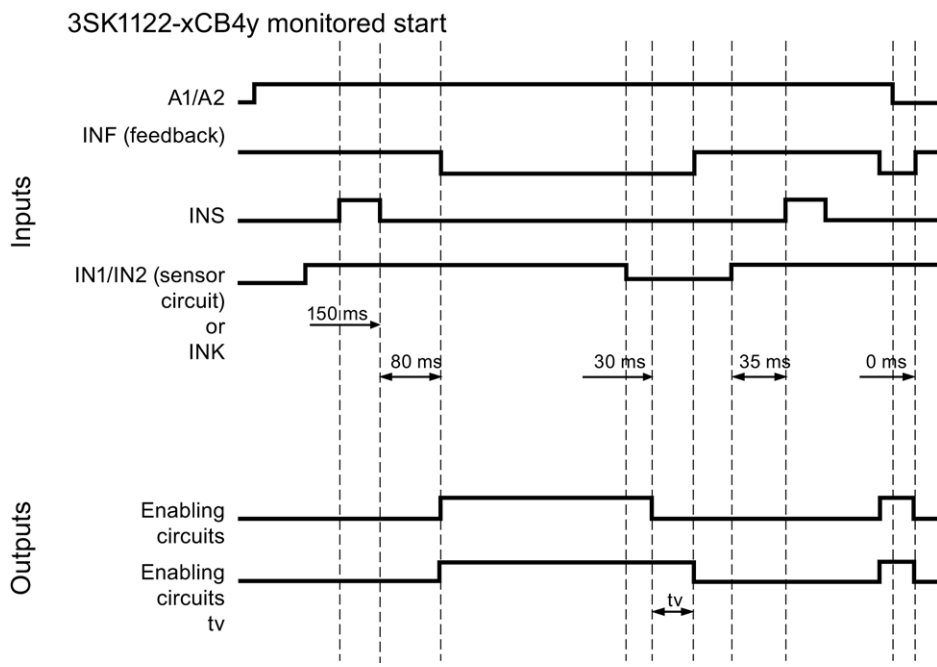 3SK1122-xCB4y monitored start
Inputs
A1/A2
INF (feedback)
INS
IN1/IN2 (sensor
circuit)
or
INK
150 ms
80 ms
30 ms
35 ms
0 ms
Outputs
Enabling
circuits
Enabling
circuits
tv
tv